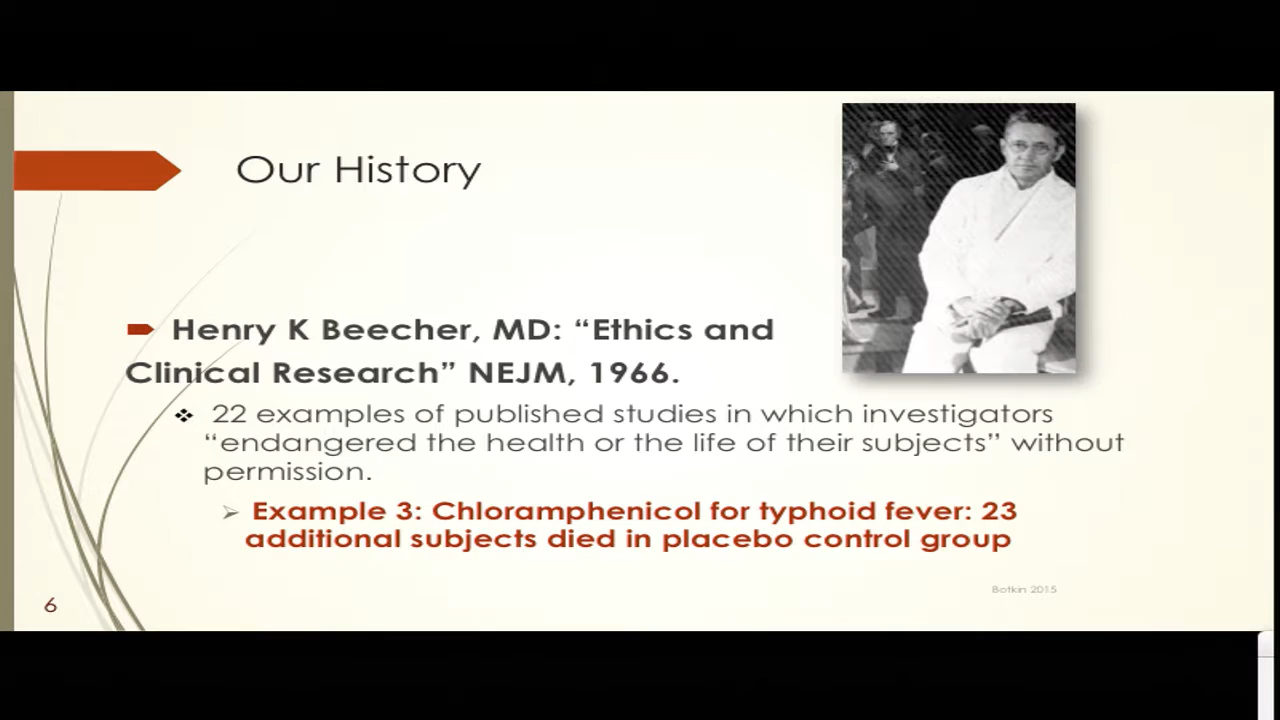 Our History
Henry K Beecher, MD: “Ethics and
Clinical Research” NEJM, 1966.
22 examples of published studies in which investigators
“endangered the health or the life of their subjects” without
permission.
Example 3: Chloramphenicol for typhoid fever: 23
additional subjects died in placebo control group
Botkin 2015
6